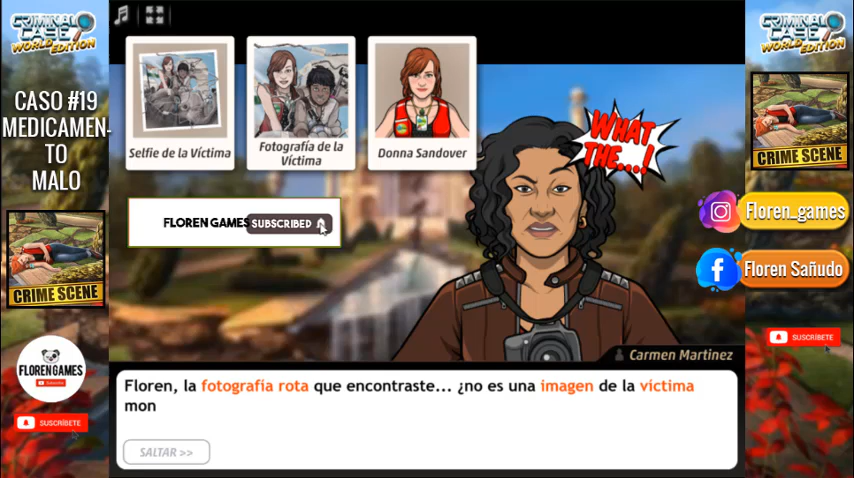 CRIMINAL
CASE
WORLD EDITION
CASO #19
MEDICAMEN-
TO
MALO
CRIME SCENE
FLOREN GAMES
SUSCRÍBETE
Selfie de la Víctima
Fotografía de la
Víctima
Donna Sandover
FLOREN GAMES SUBSCRIBED
WHAT
THE...!
Carmen Martinez
Floren, la fotografía rota que encontraste... ¿no es una imagen de la víctima
mon
SALTAR >>
CRIMINAL
CASE
WORLD EDITION
CRIME SCENE
Floren_games
Floren Sañudo
SUSCRÍBETE